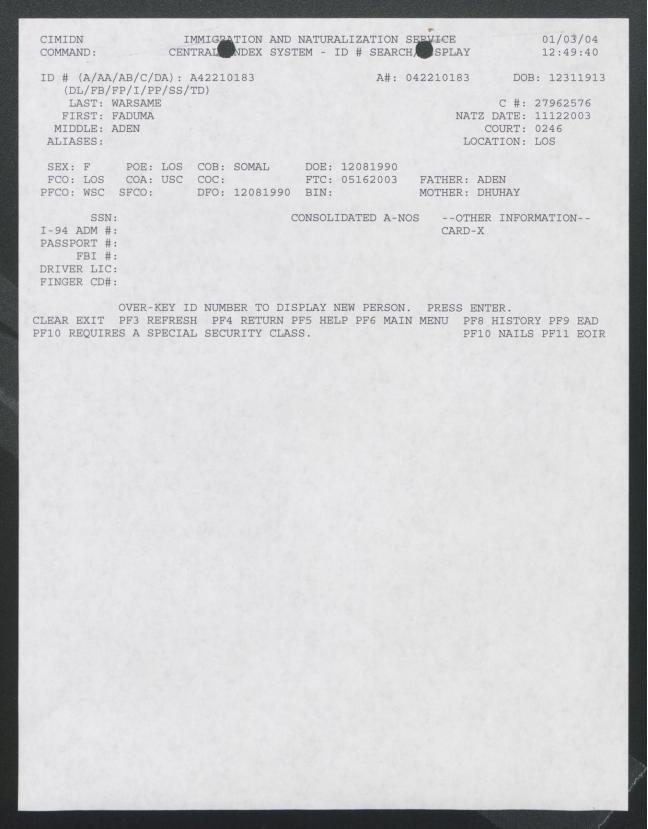 CIMIDN IMMIGRATION AND NATURALIZATION SERVICE 01/03/04
COMMAND: CENTRAL INDEX SYSTEM - ID # SEARCH/DISPLAY 12:49:40
ID # (A/AA/AB/C/DA): A42210183 A#: 042210183 DOB: 12311913
(DL/FB/FP/I/PP/SS/TD)
LAST: WARSAME C #: 27962576
FIRST: FADUMA NATZ DATE: 11122003
MIDDLE: ADEN COURT: 0246
ALIASES: LOCATION: LOS
SEX: F POE: LOS COB: SOMAL DOE: 12081990
FCO: LOS COA: USC COC: FTC: 05162003 FATHER: ADEN
PFCO: WSC SFCO: DFO: 12081990 BIN: MOTHER: DHUHAY
SSN: CONSOLIDATED A-NOS --OTHER INFORMATION--
I-94 ADM #: CARD-X
PASSPORT #:
FBI #:
DRIVER LIC:
FINGER CD#:
OVER-KEY ID NUMBER TO DISPLAY NEW PERSON. PRESS ENTER.
CLEAR EXIT PF3 REFRESH PF4 RETURN PF5 HELP PF6 MAIN MENU PF8 HISTORY PF9 EAD
PF10 REQUIRES A SPECIAL SECURITY CLASS. PF10 NAILS PF11 EOIR